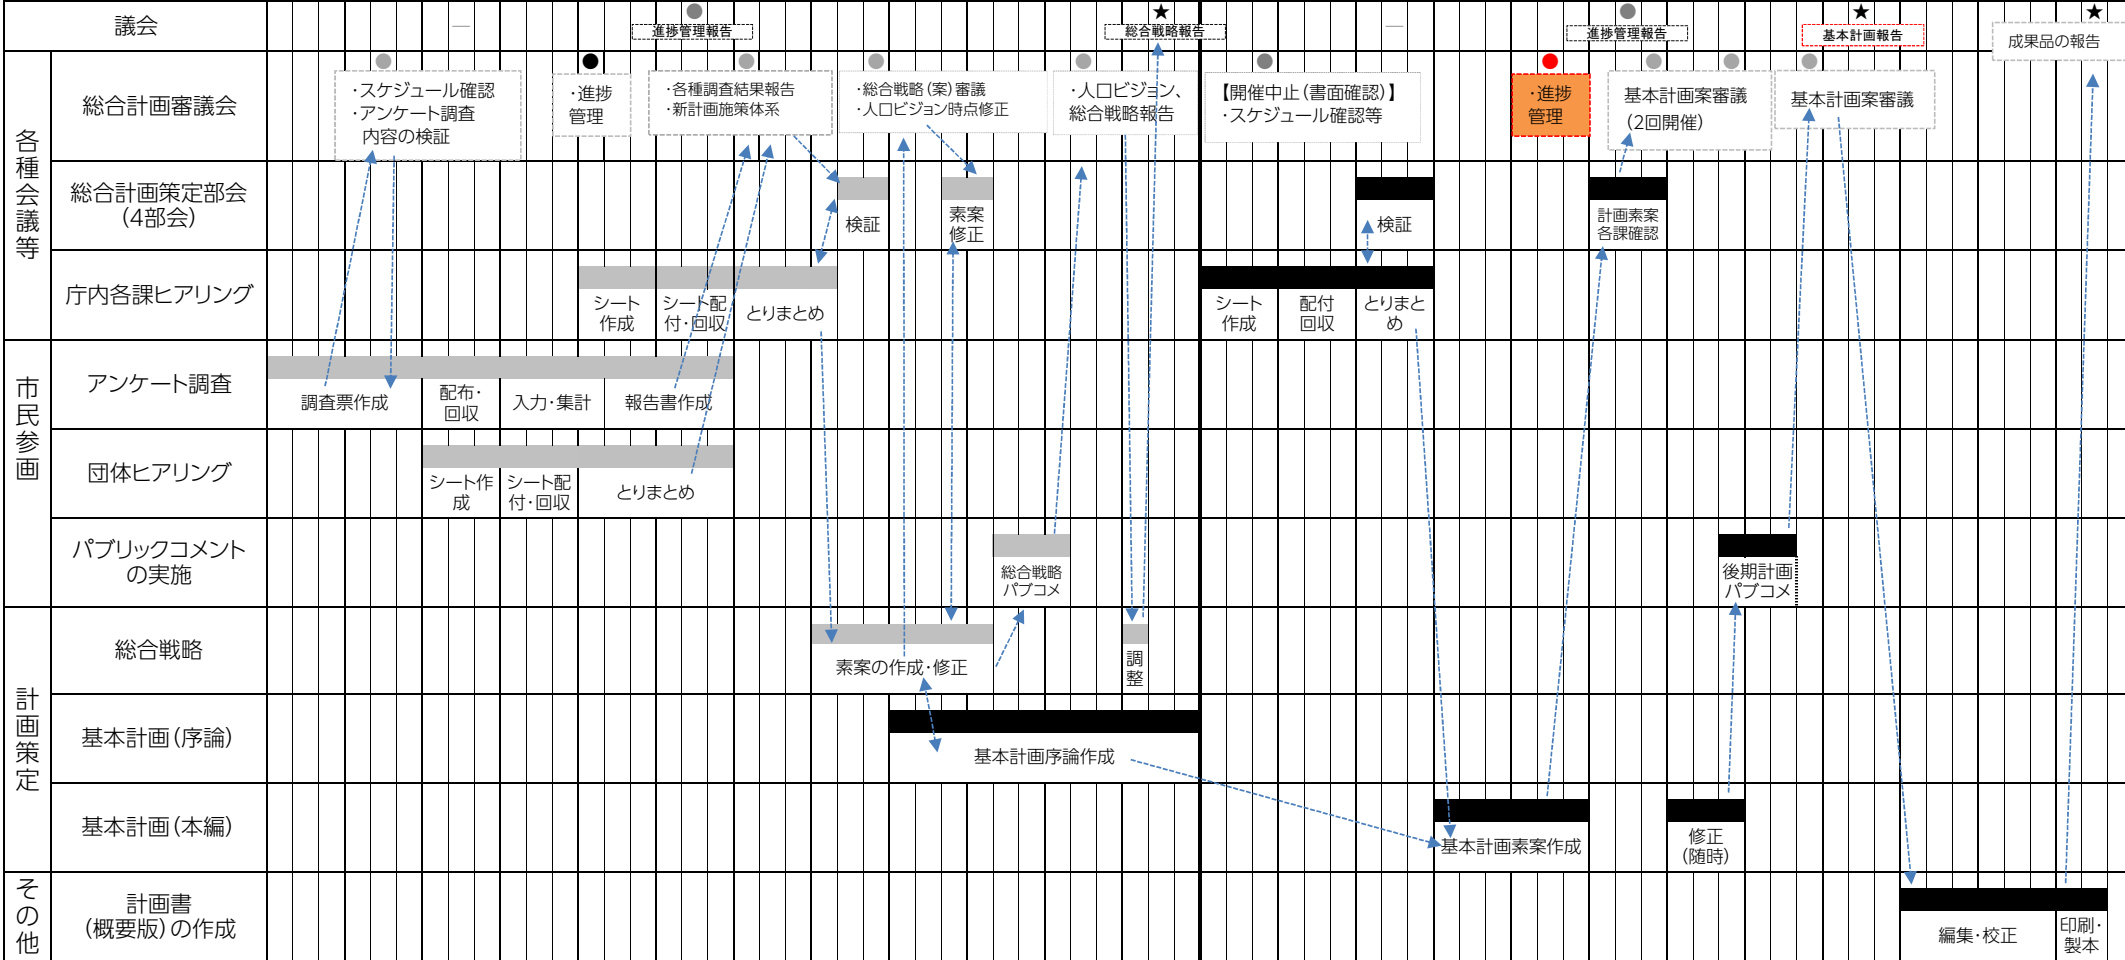 議会
—
進捗管理報告
★
総合戦略報告
—
進捗管理報告
★
基本計画報告
★
成果品の報告
各種会議等
総合計画審議会
・スケジュール確認
・アンケート調査
内容の検証
・進捗
管理
・各種調査結果報告
・新計画施策体系
・総合戦略(案)審議
・人口ビジョン時点修正
・人口ビジョン、
総合戦略報告
【開催中止(書面確認)】
・スケジュール確認等
・進捗
管理
基本計画案審議
(2回開催)
基本計画案審議
総合計画策定部会
(4部会)
検証
素案
修正
検証
計画素案
各課確認
庁内各課ヒアリング
シート
作成
シート配
付・回収
とりまとめ
シート
作成
配付
回収
とりまと
め
市民参画
アンケート調査
調査票作成
配布・
回収
入力・集計
報告書作成
団体ヒアリング
シート作
成
シート配
付・回収
とりまとめ
パブリックコメント
の実施
総合戦略
パブコメ
後期計画
パブコメ
計画策定
総合戦略
素案の作成・修正
調
整
基本計画(序論)
基本計画序論作成
基本計画(本編)
基本計画素案作成
修正
(随時)
その他
計画書
(概要版)の作成
編集・校正
印刷・
製本